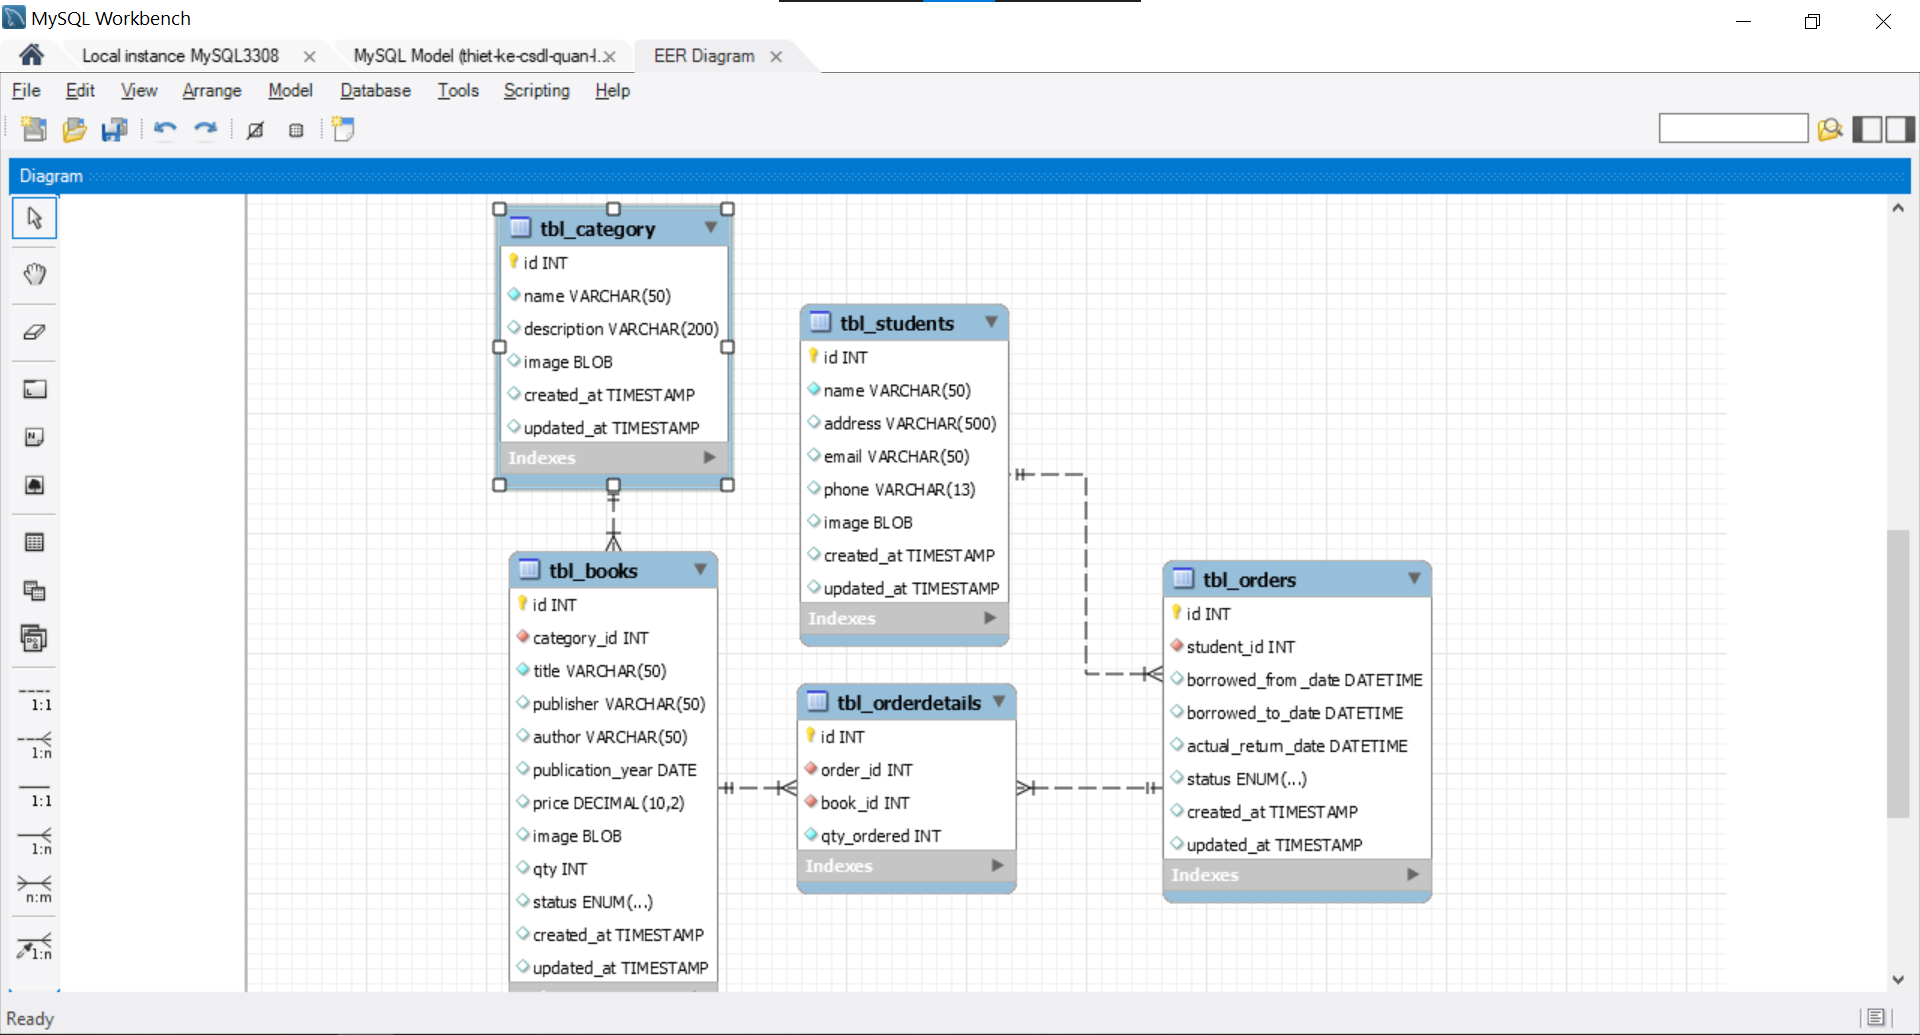 MySQL Workbench
Local instance MySQL3308
MySQL Model (thiet-ke-csdl-quan-l...
EER Diagram
File Edit View Arrange Model Database Tools Scripting Help
Diagram
tbl_category
id INT
name VARCHAR(50)
description VARCHAR(200)
image BLOB
created_at TIMESTAMP
updated_at TIMESTAMP
Indexes
tbl_students
id INT
name VARCHAR(50)
address VARCHAR(500)
email VARCHAR(50)
phone VARCHAR(13)
image BLOB
created_at TIMESTAMP
updated_at TIMESTAMP
Indexes
tbl_books
id INT
category_id INT
title VARCHAR(50)
publisher VARCHAR(50)
author VARCHAR(50)
publication_year DATE
price DECIMAL(10,2)
image BLOB
qty INT
status ENUM(...)
created_at TIMESTAMP
updated_at TIMESTAMP
tbl_orderdetails
id INT
order_id INT
book_id INT
qty_ordered INT
Indexes
tbl_orders
id INT
student_id INT
borrowed_from_date DATETIME
borrowed_to_date DATETIME
actual_return_date DATETIME
status ENUM(...)
created_at TIMESTAMP
updated_at TIMESTAMP
Indexes
1:1
1:n
1:1
1:n
n:m
1:n
Ready